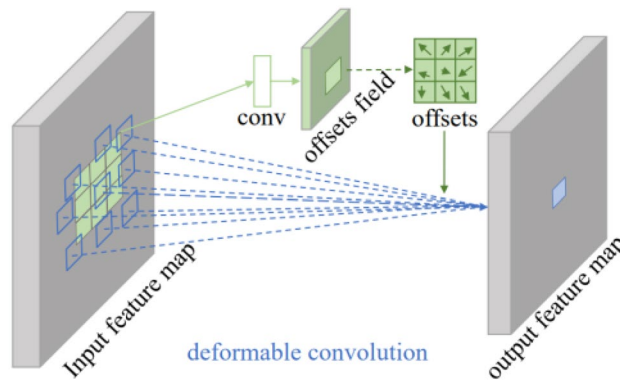 conv
offsets field
offsets
Input feature map
output feature map
deformable convolution